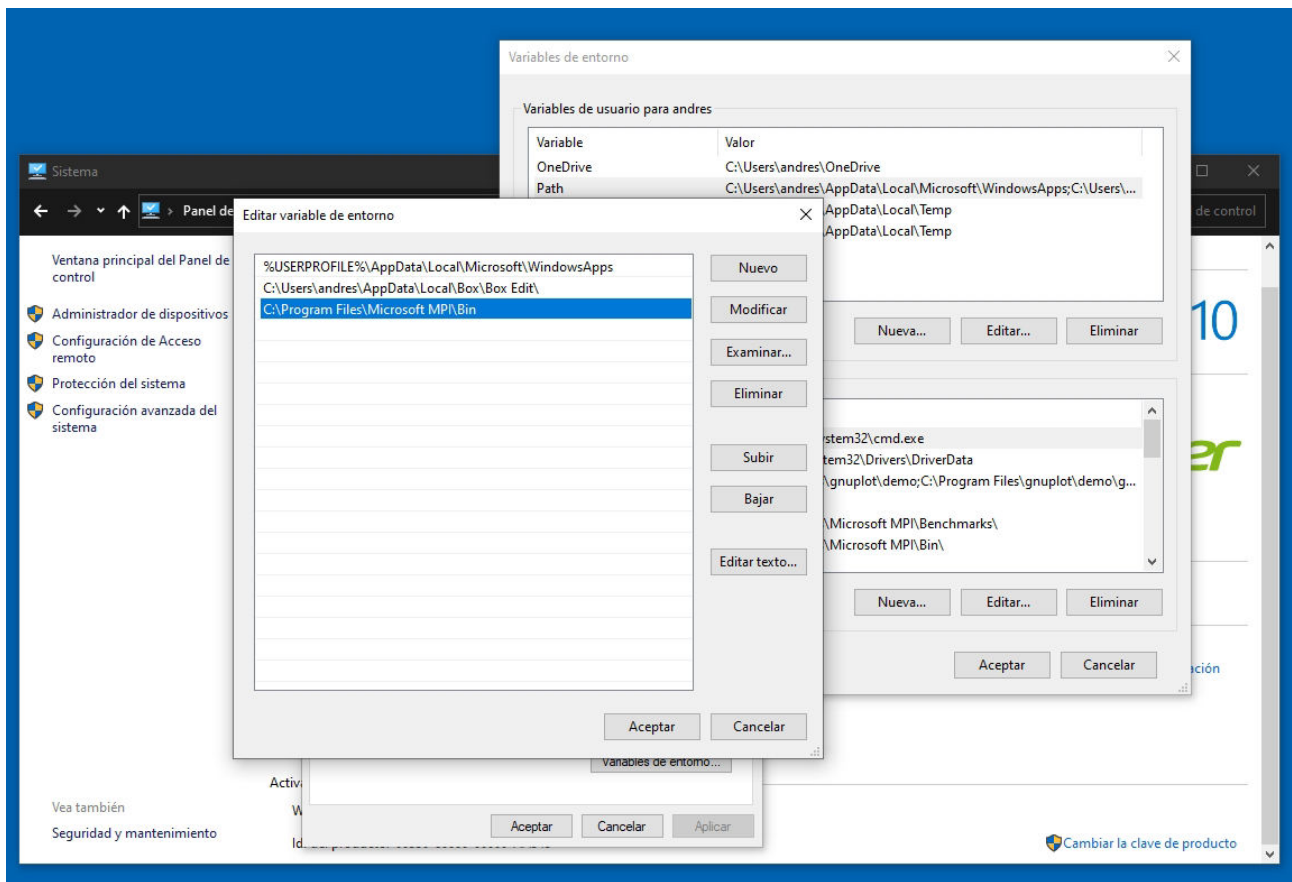 Variables de entorno
Variables de usuario para andres
Variable Valor
OneDrive C:\Users\andres\OneDrive
Path C:\Users\andres\AppData\Local\Microsoft\WindowsApps;C:\Users\...
\AppData\Local\Temp
\AppData\Local\Temp
Nueva... Editar... Eliminar
stem32\cmd.exe
tem32\Drivers\DriverData
\gnuplot\demo;C:\Program Files\gnuplot\demo\g...
\Microsoft MPI\Benchmarks\
\Microsoft MPI\Bin\
Nueva... Editar... Eliminar
Aceptar Cancelar
Sistema
Panel de
de control
Editar variable de entorno
%USERPROFILE%\AppData\Local\Microsoft\WindowsApps
C:\Users\andres\AppData\Local\Box\Box Edit\
C:\Program Files\Microsoft MPI\Bin
Nuevo
Modificar
Examinar...
Eliminar
Subir
Bajar
Editar texto...
Aceptar Cancelar
Ventana principal del Panel de
control
Administrador de dispositivos
Configuración de Acceso
remoto
Protección del sistema
Configuración avanzada del
sistema
10
er
ación
Variables de entorno...
Activ
W
Aceptar Cancelar Aplicar
Vea también
Seguridad y mantenimiento
Cambiar la clave de producto